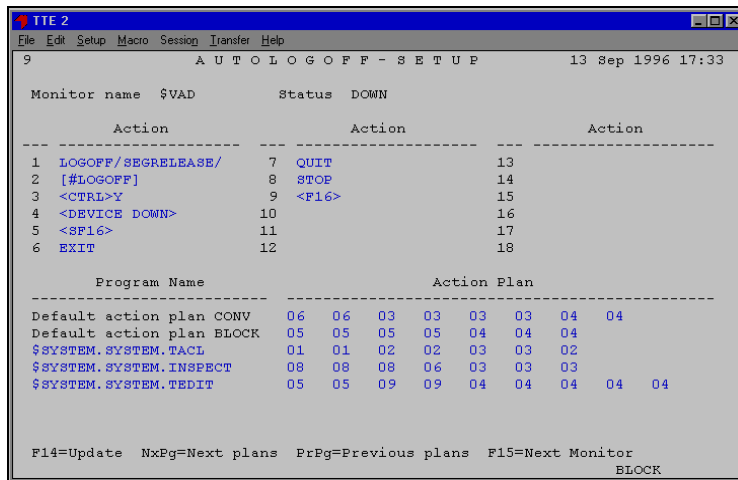 TTE 2
File Edit Setup Macro Session Transfer Help
9 A U T O L O G O F F - S E T U P 13 Sep 1996 17:33
Monitor name $VAD Status DOWN
Action Action Action
--- ------------------- --- ------------------- --- -------------------
1 LOGOFF/SEGRELEASE/ 7 QUIT 13
2 [#LOGOFF] 8 STOP 14
3 <CTRL>Y 9 <F16> 15
4 <DEVICE DOWN> 10 16
5 <SF16> 11 17
6 EXIT 12 18
Program Name Action Plan
-------------------------- -----------------------------------------------
Default action plan CONV 06 06 03 03 03 03 04 04
Default action plan BLOCK 05 05 05 05 04 04 04
$SYSTEM.SYSTEM.TACL 01 01 02 02 03 03 02
$SYSTEM.SYSTEM.INSPECT 08 08 08 06 03 03 03
$SYSTEM.SYSTEM.TEDIT 05 05 09 09 04 04 04 04 04
F14=Update NxPg=Next plans PrPg=Previous plans F15=Next Monitor
BLOCK